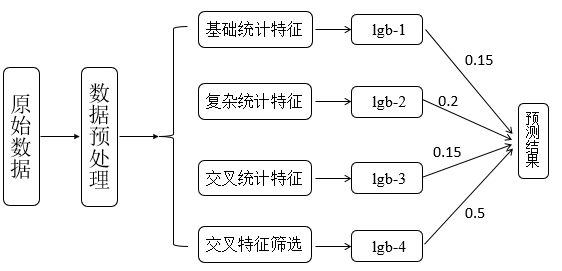 原始数据
数据预处理
基础统计特征
lgb-1
0.15
复杂统计特征
lgb-2
0.2
交叉统计特征
lgb-3
0.15
交叉特征筛选
lgb-4
0.5
预测结果